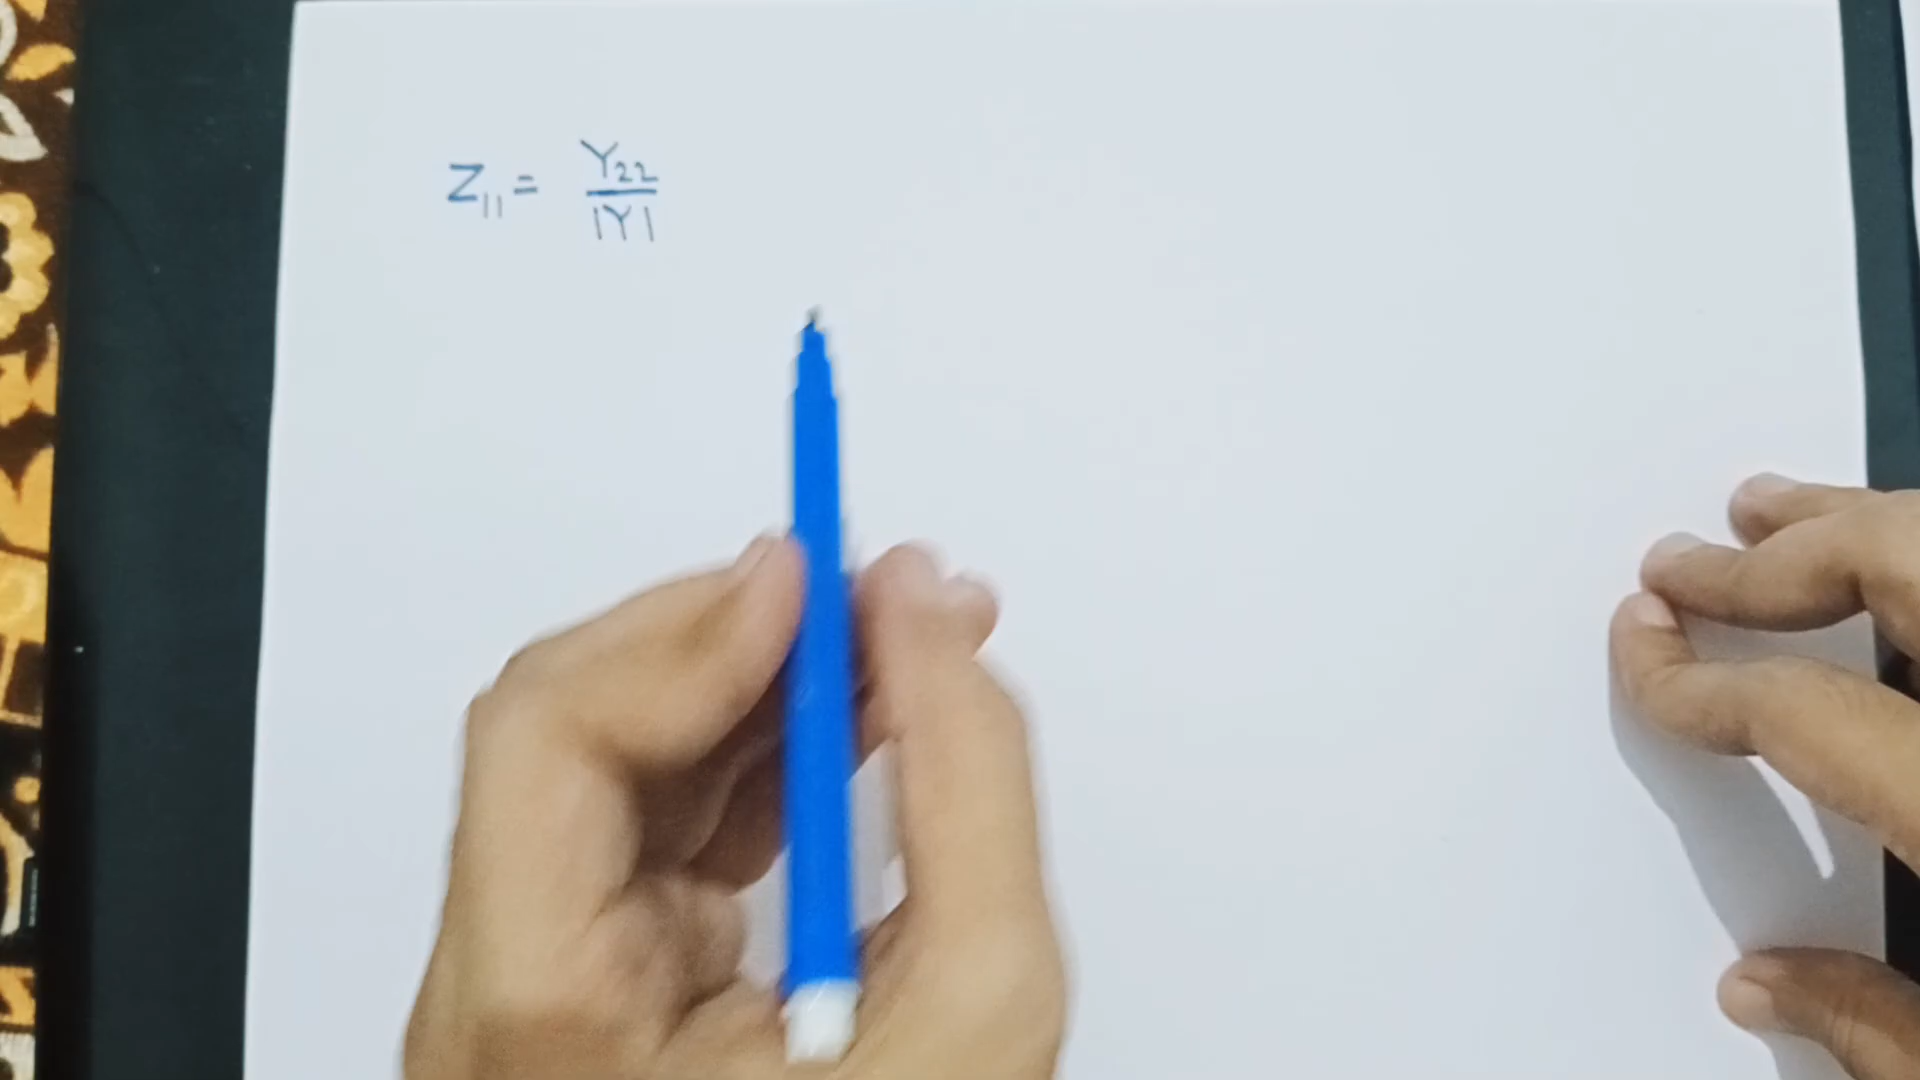 Z₁₁ = Y₂₂ / |Y|